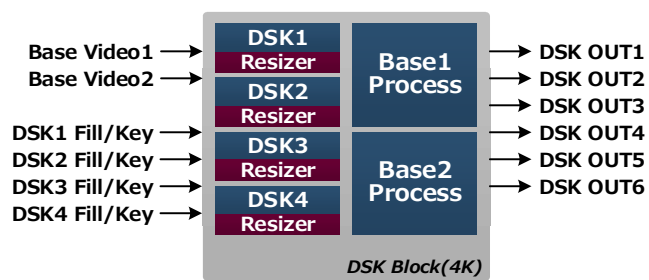 Base Video1
Base Video2
DSK1 Fill/Key
DSK2 Fill/Key
DSK3 Fill/Key
DSK4 Fill/Key
DSK1
Resizer
DSK2
Resizer
DSK3
Resizer
DSK4
Resizer
Base1
Process
Base2
Process
DSK OUT1
DSK OUT2
DSK OUT3
DSK OUT4
DSK OUT5
DSK OUT6
DSK Block(4K)